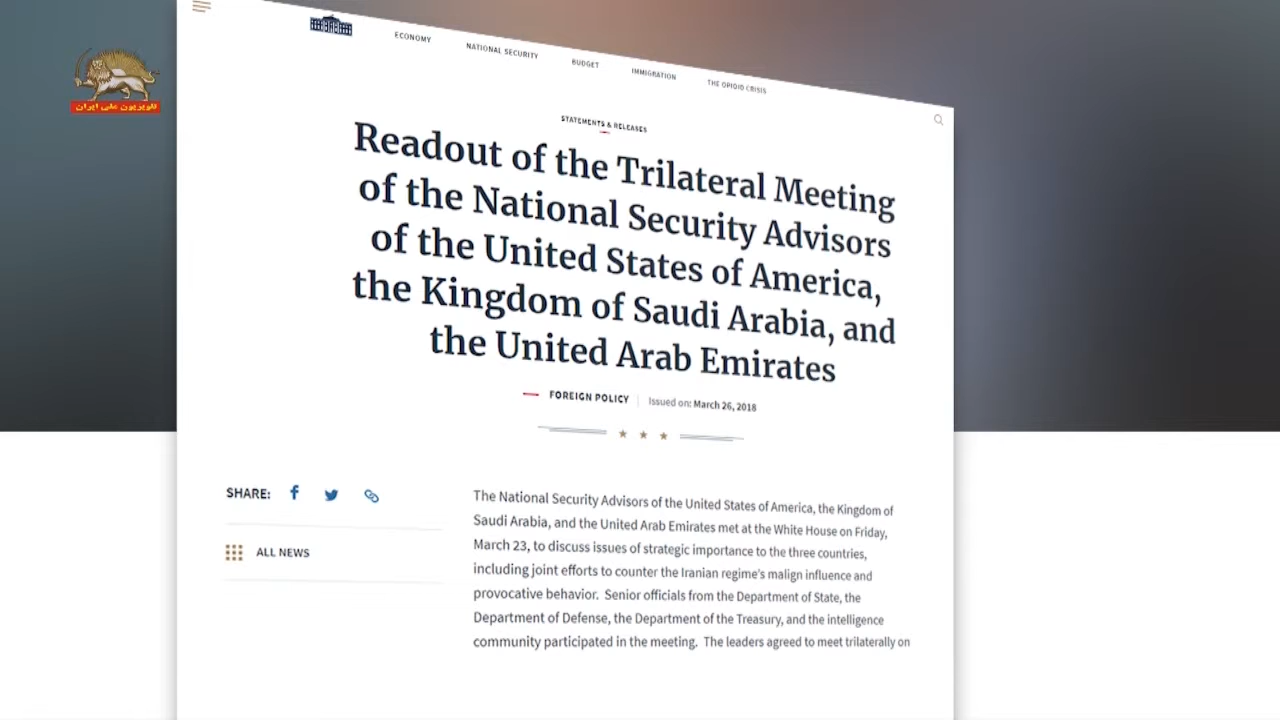 تلویزیون ملی ایران
ECONOMY NATIONAL SECURITY BUDGET IMMIGRATION THE OPIOID CRISIS
STATEMENTS & RELEASES
Readout of the Trilateral Meeting
of the National Security Advisors
of the United States of America,
the Kingdom of Saudi Arabia, and
the United Arab Emirates
FOREIGN POLICY Issued on: March 26, 2018
SHARE:
ALL NEWS
The National Security Advisors of the United States of America, the Kingdom of
Saudi Arabia, and the United Arab Emirates met at the White House on Friday,
March 23, to discuss issues of strategic importance to the three countries,
including joint efforts to counter the Iranian regime's malign influence and
provocative behavior. Senior officials from the Department of State, the
Department of Defense, the Department of the Treasury, and the intelligence
community participated in the meeting. The leaders agreed to meet trilaterally on